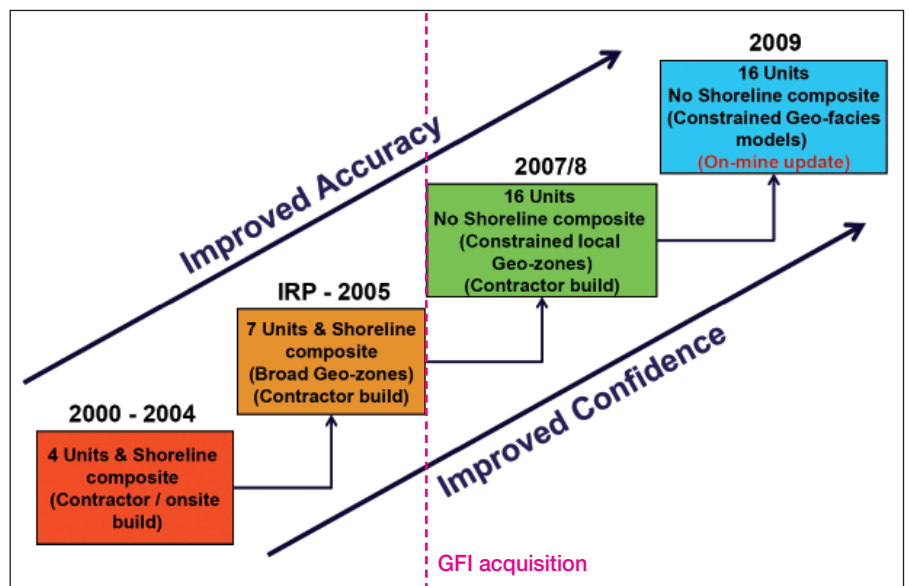 2009
16 Units
No Shoreline composite
(Constrained Geo-facies
models)
(On-mine update)
Improved Accuracy
2007/8
16 Units
No Shoreline composite
(Constrained local
Geo-zones)
(Contractor build)
IRP - 2005
7 Units & Shoreline
composite
(Broad Geo-zones)
(Contractor build)
2000 - 2004
4 Units & Shoreline
composite
(Contractor / onsite
build)
Improved Confidence
GFI acquisition